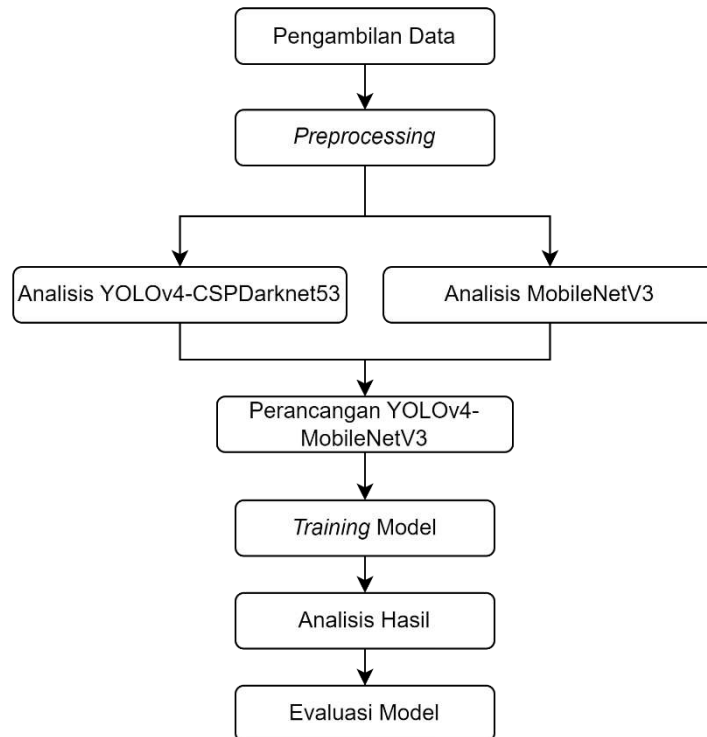 Pengambilan Data
Preprocessing
Analisis YOLOv4-CSPDarknet53
Analisis MobileNetV3
Perancangan YOLOv4-
MobileNetV3
Training Model
Analisis Hasil
Evaluasi Model